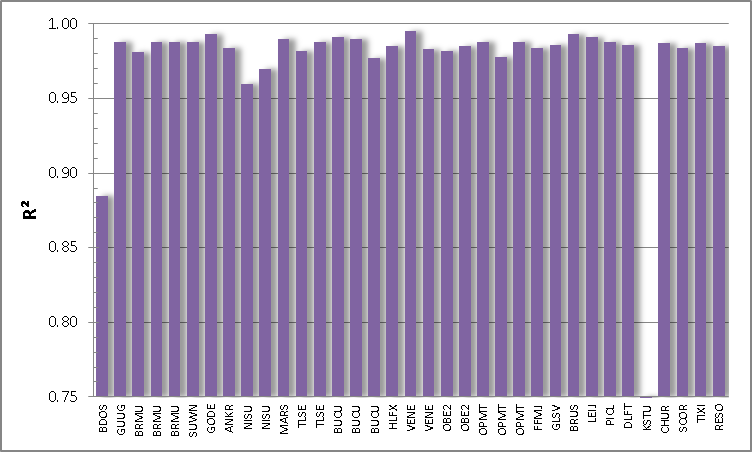 1.00
0.95
0.90
0.85
0.80
0.75
R²
BDOS
GUUG
BRMU
BRMU
BRMU
SUWN
GODE
ANKR
NISU
NISU
MARS
TLSE
TLSE
BUCU
BUCU
BUCU
HLFX
VENE
VENE
OBE2
OBE2
OPMT
OPMT
OPMT
FFMJ
GLSV
BRUS
LEIJ
PICL
DLFT
KSTU
CHUR
SCOR
TIXI
RESO